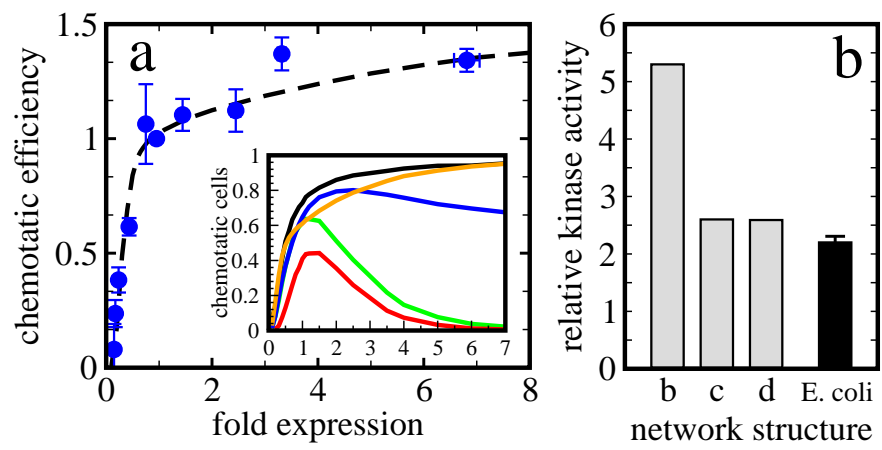 a
1.5
1
0.5
0
0
2
4
6
8
chemotatic efficiency
fold expression
1
0.8
0.6
0.4
0.2
0
0
1
2
3
4
5
6
7
chemotatic cells
b
6
5
4
3
2
1
0
relative kinase activity
b
c
d
E. coli
network structure